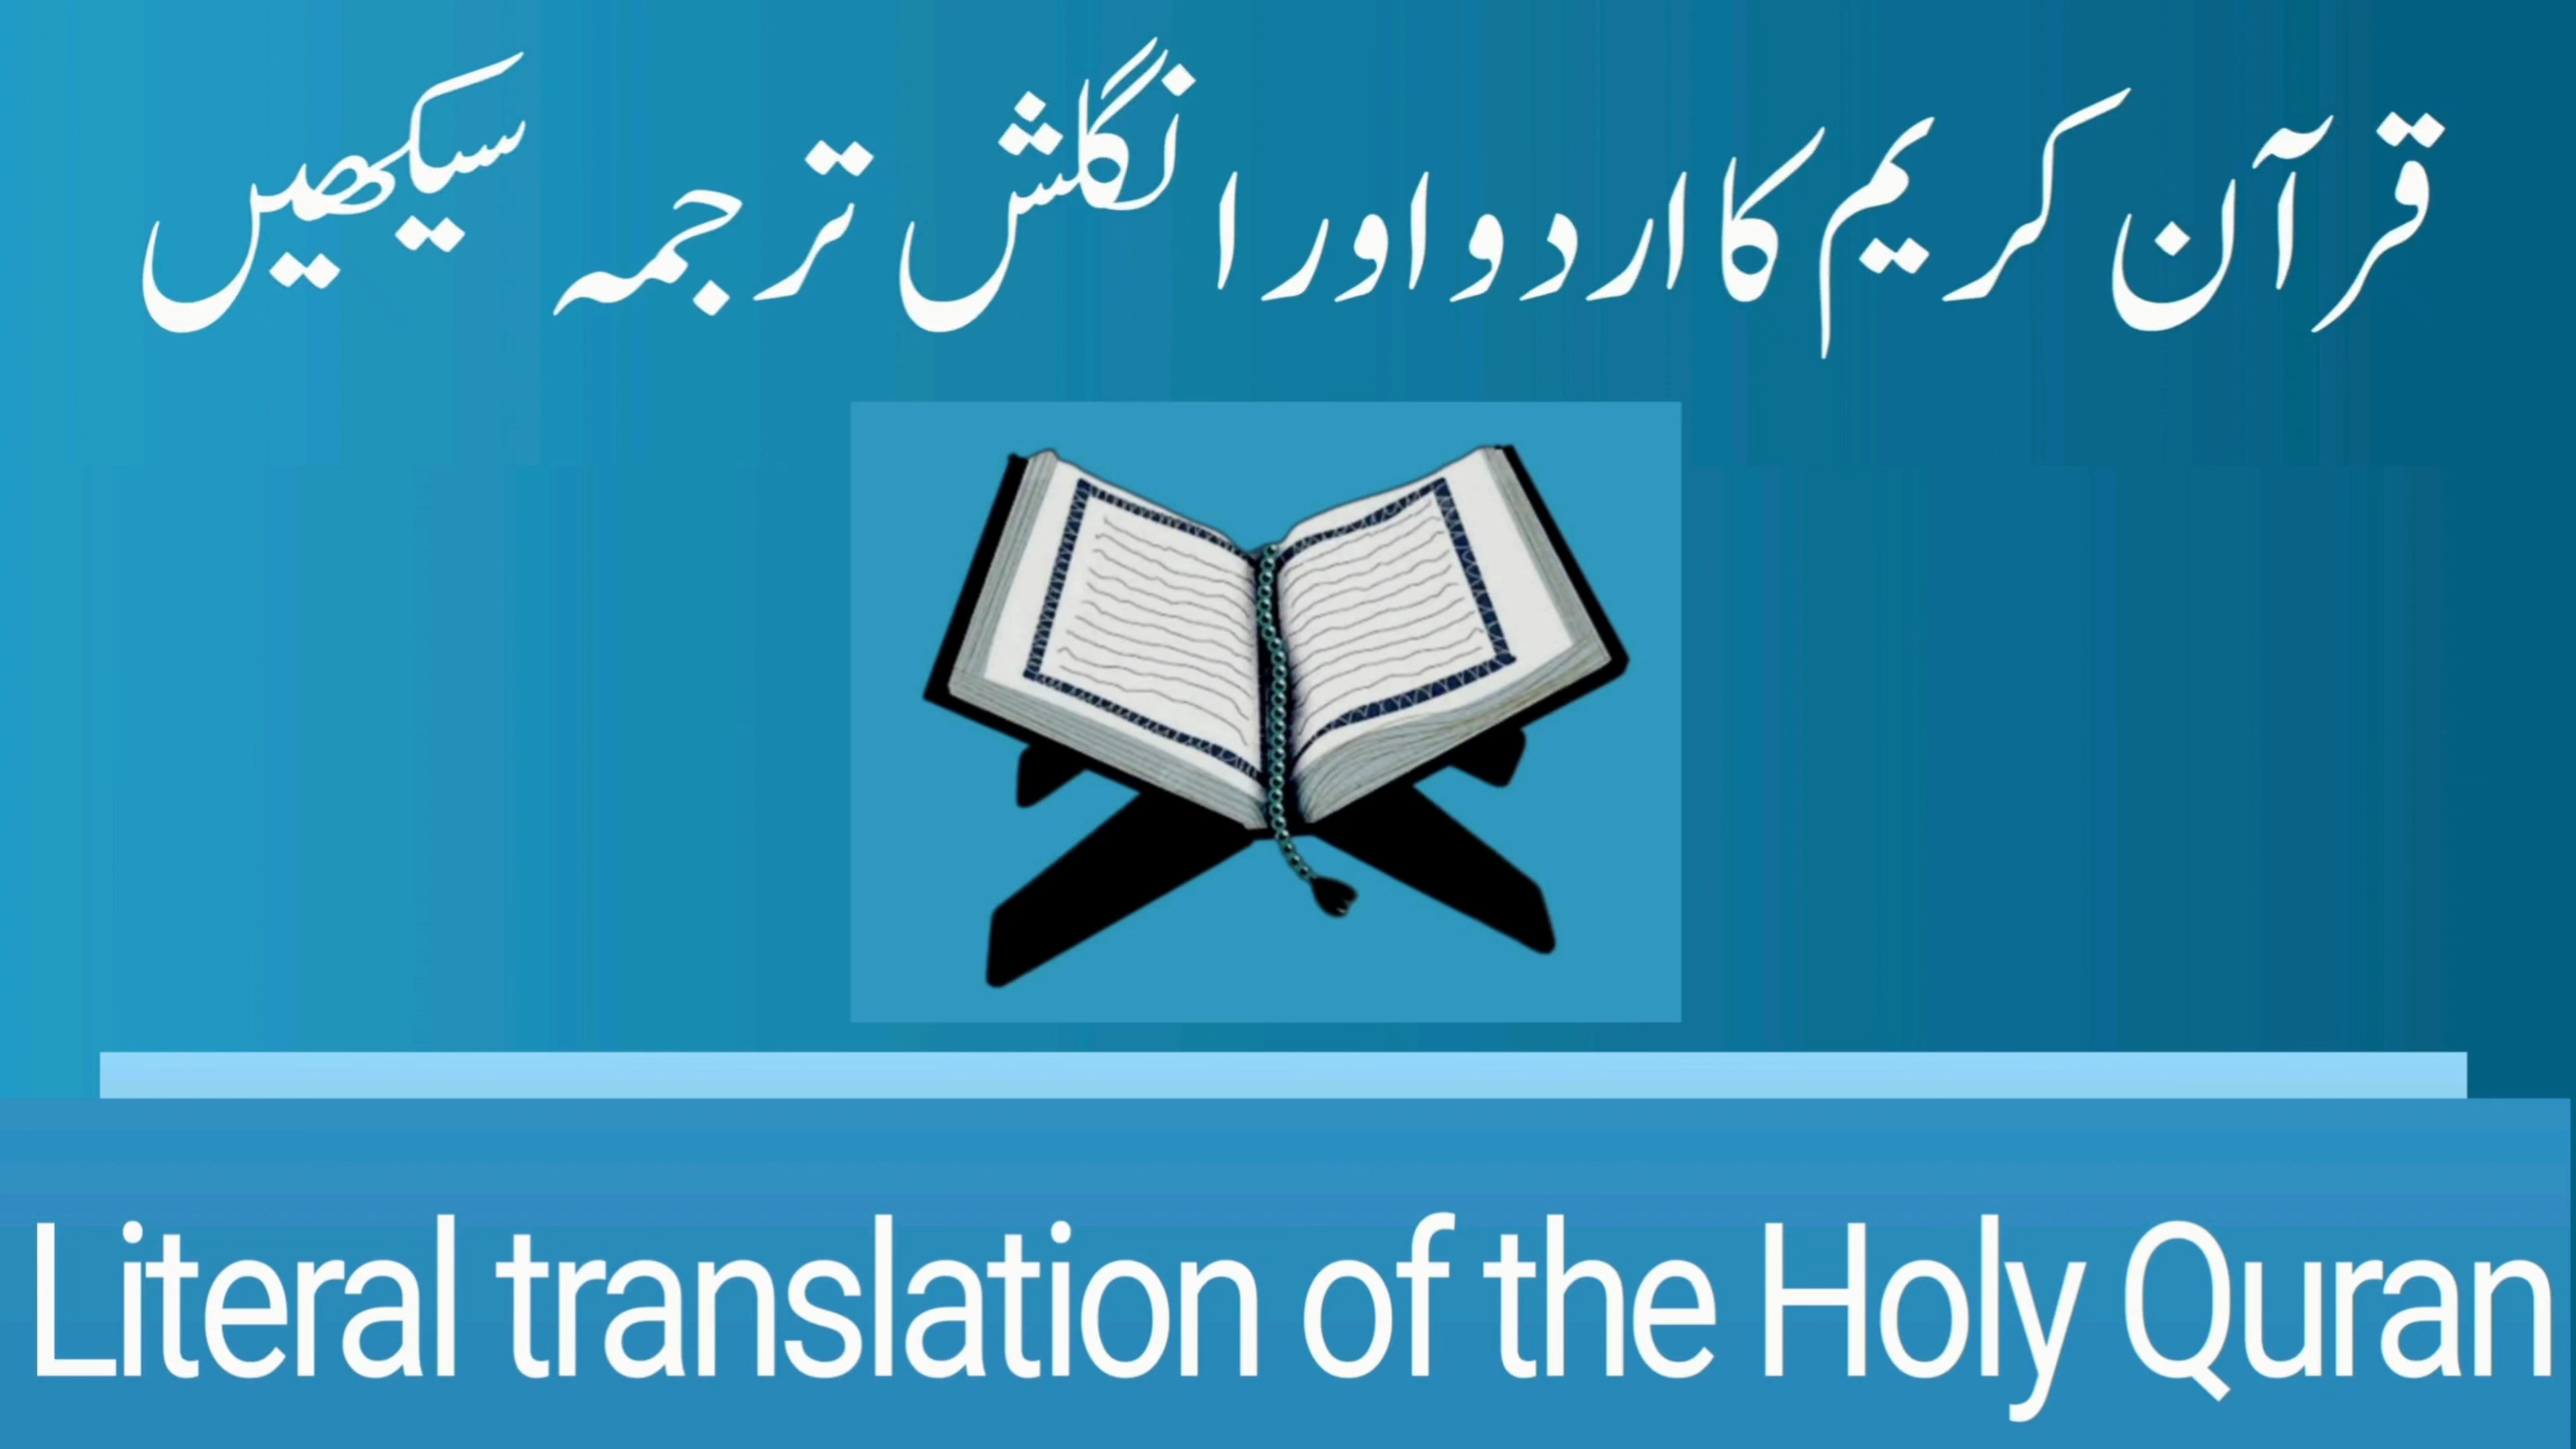 قرآن کریم کا اردو اور انگلش ترجمہ سیکھیں
Literal translation of the Holy Quran